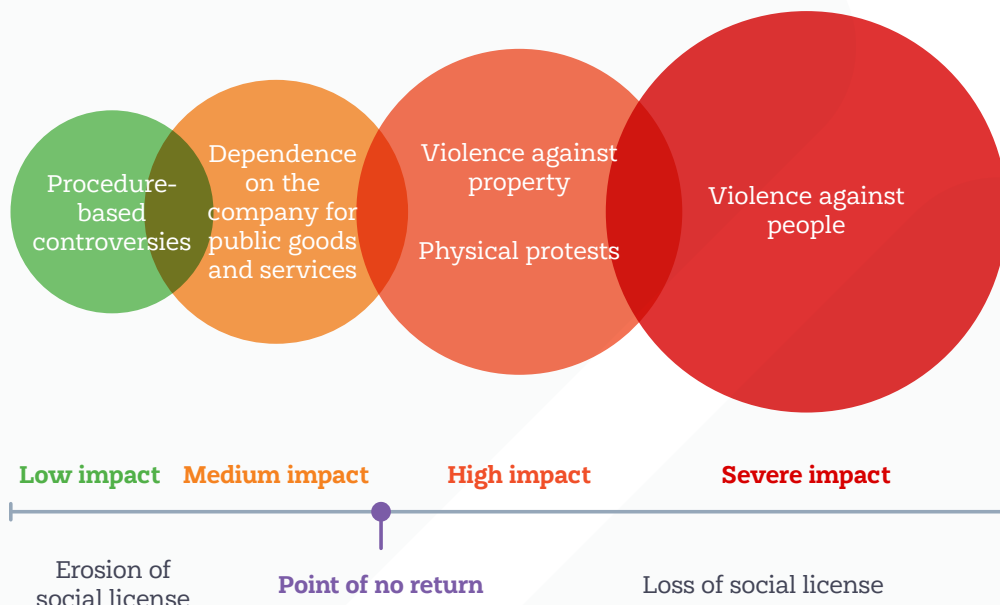 Procedure-
based
controversies
Dependence
on the
company for
public goods
and services
Violence against
property
Physical protests
Violence against
people
Low impact
Medium impact
High impact
Severe impact
Erosion of
social license
Point of no return
Loss of social license